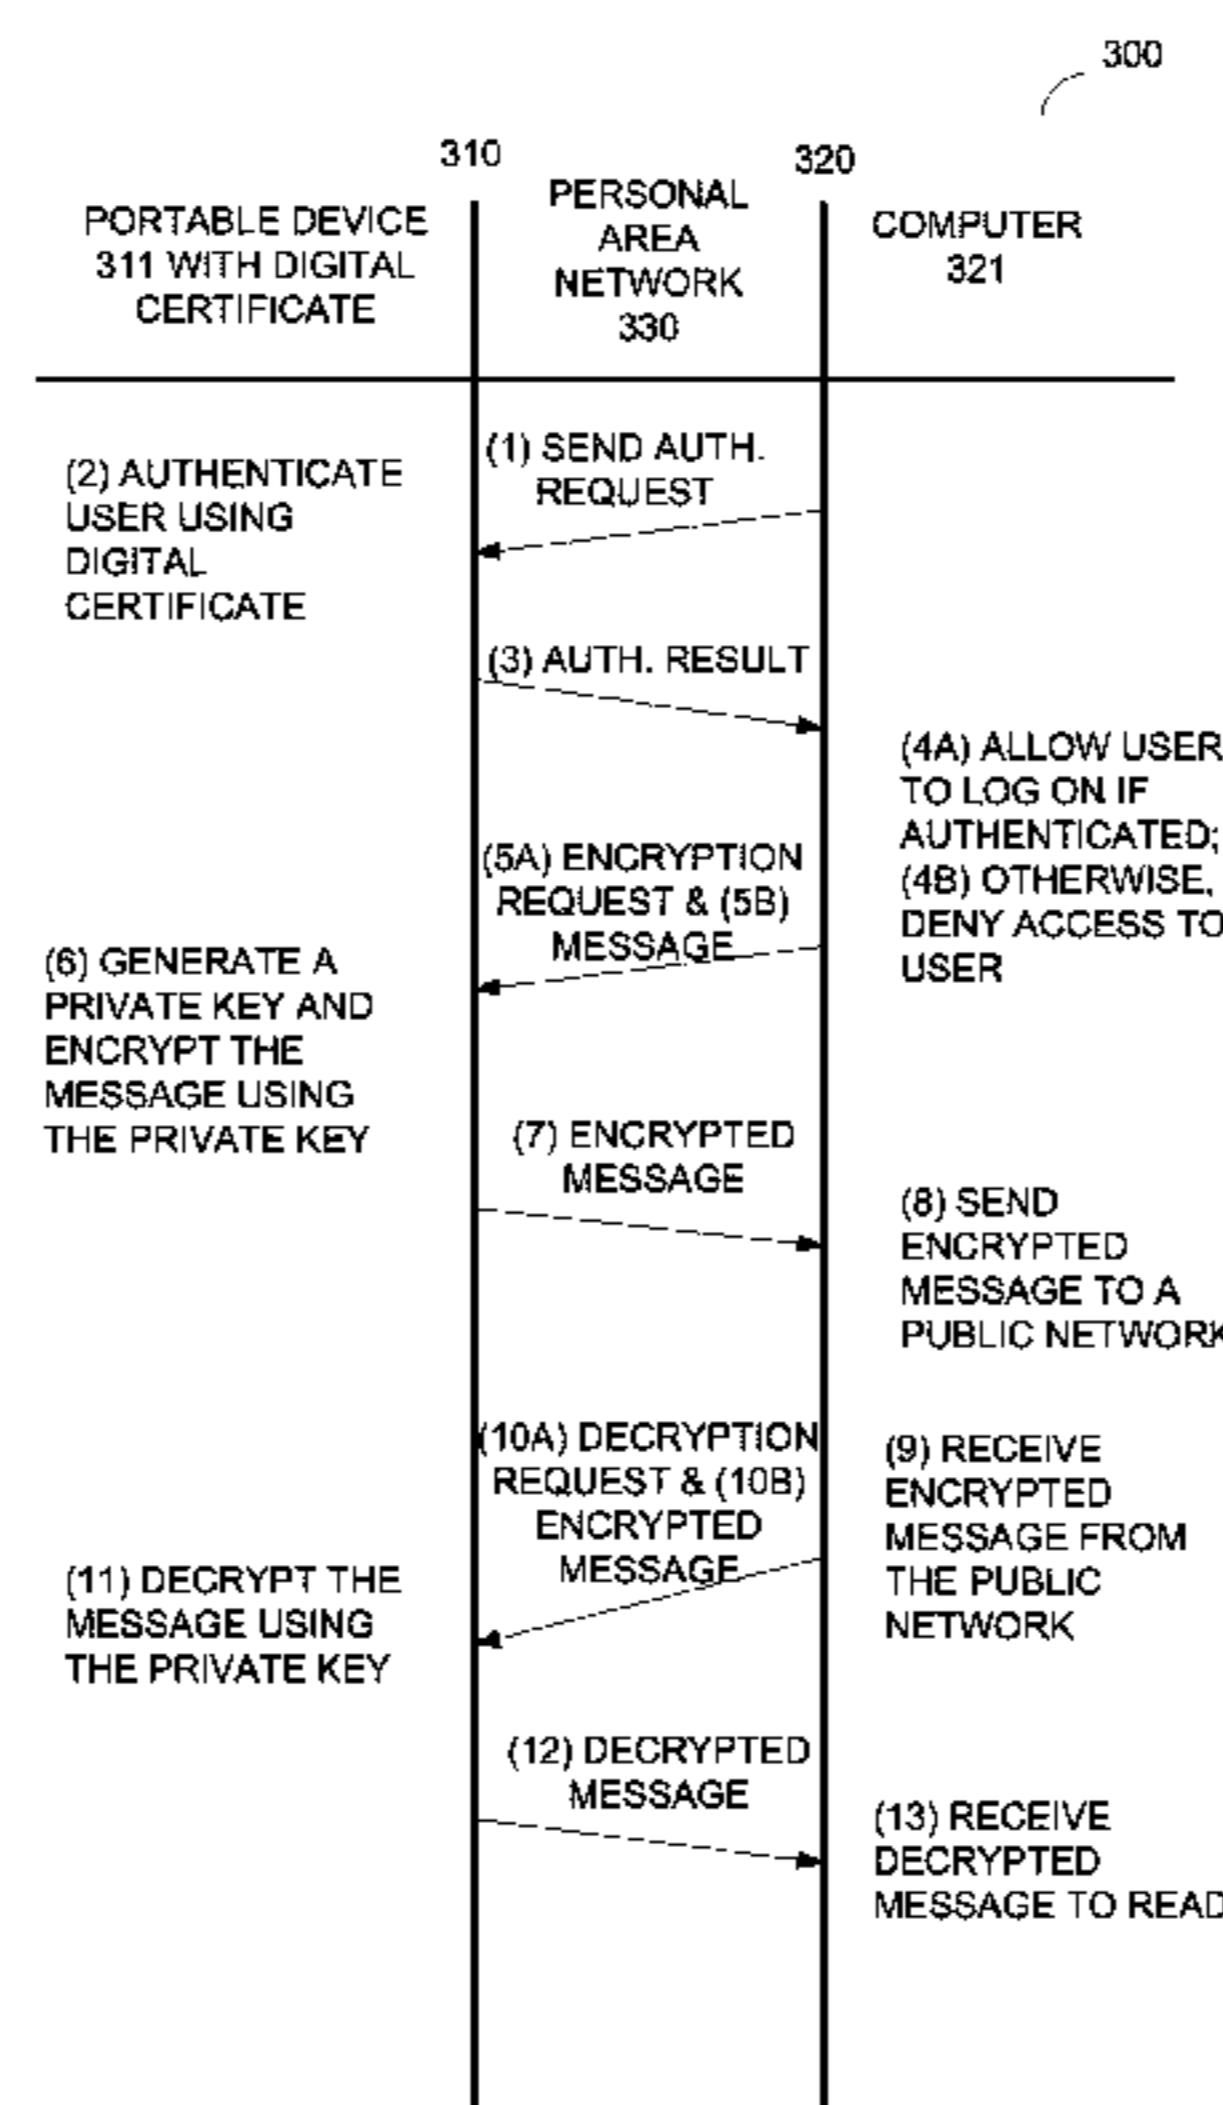 300
310
320
PORTABLE DEVICE
311 WITH DIGITAL
CERTIFICATE
PERSONAL
AREA
NETWORK
330
COMPUTER
321
(1) SEND AUTH.
REQUEST
(2) AUTHENTICATE
USER USING
DIGITAL
CERTIFICATE
(3) AUTH. RESULT
(4A) ALLOW USER
TO LOG ON IF
AUTHENTICATED;
(4B) OTHERWISE,
DENY ACCESS TO
USER
(5A) ENCRYPTION
REQUEST & (5B)
MESSAGE
(6) GENERATE A
PRIVATE KEY AND
ENCRYPT THE
MESSAGE USING
THE PRIVATE KEY
(7) ENCRYPTED
MESSAGE
(8) SEND
ENCRYPTED
MESSAGE TO A
PUBLIC NETWORK
(10A) DECRYPTION
REQUEST & (10B)
ENCRYPTED
MESSAGE
(9) RECEIVE
ENCRYPTED
MESSAGE FROM
THE PUBLIC
NETWORK
(11) DECRYPT THE
MESSAGE USING
THE PRIVATE KEY
(12) DECRYPTED
MESSAGE
(13) RECEIVE
DECRYPTED
MESSAGE TO READ